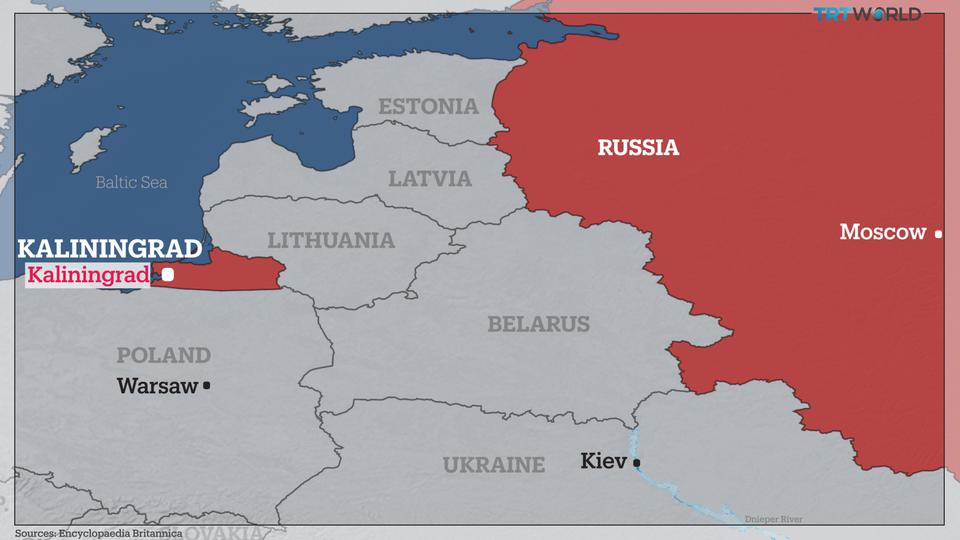 TRT WORLD
ESTONIA
RUSSIA
LATVIA
Baltic Sea
Moscow
LITHUANIA
KALININGRAD
Kaliningrad
BELARUS
POLAND
Warsaw
UKRAINE
Kiev
Dnieper River
Sources: Encyclopaedia Britannica
SLOVAKIA